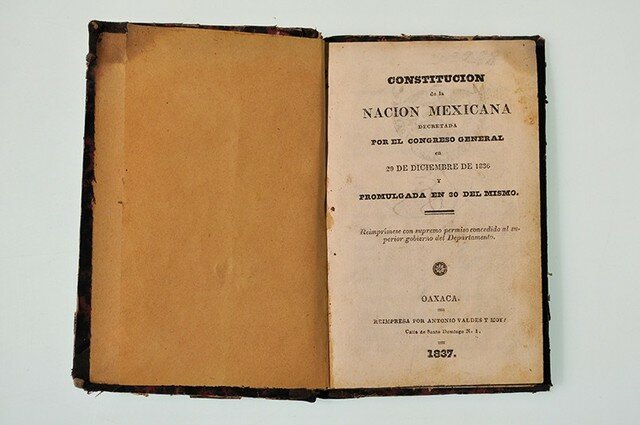 CONSTITUCION
de la
NACION MEXICANA
DECRETADA
POR EL CONGRESO GENERAL
en
29 DE DICIEMBRE DE 1836
Y
PROMULGADA EN 30 DEL MISMO.
Reimprimese con supremo permiso concedido al su-
perior gobierno del Departamento.
OAXACA.
REIMPRESA POR ANTONIO VALDES Y MOYA
Calle de Santo Domingo N. 1.
1837.